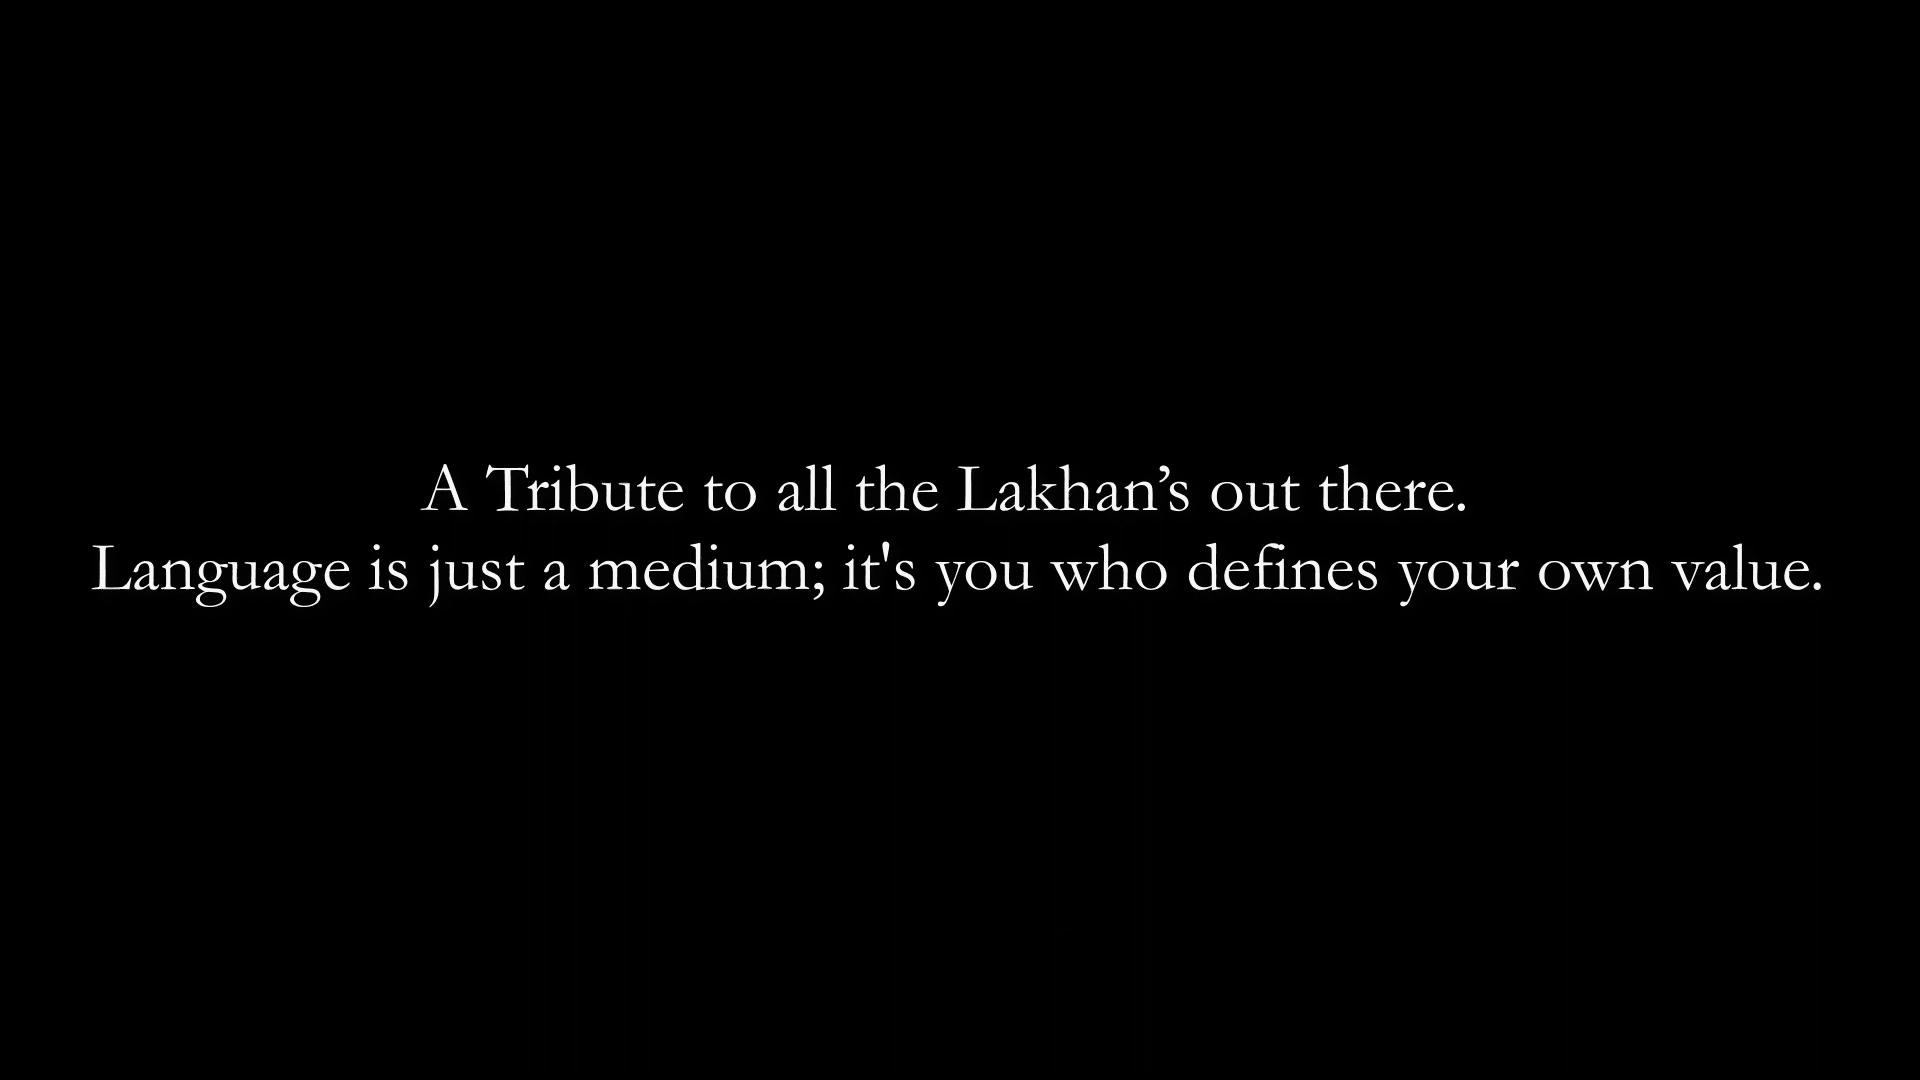 A Tribute to all the Lakhan’s out there.
Language is just a medium; it's you who defines your own value.